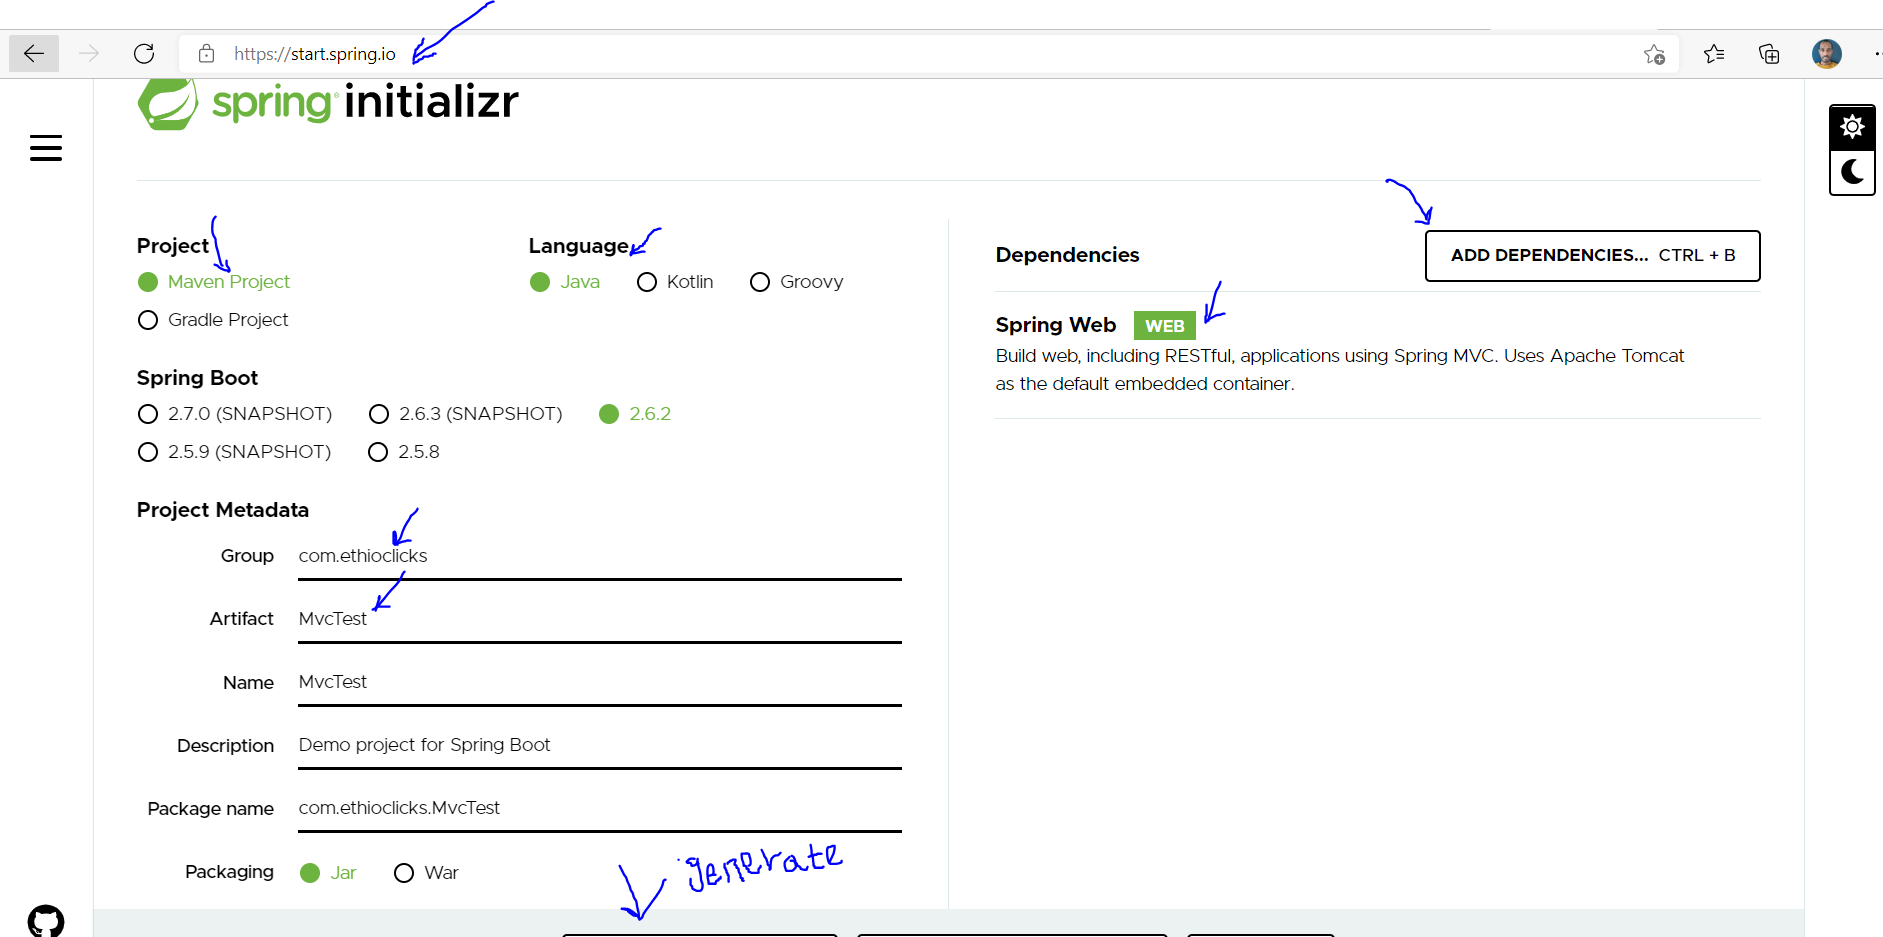 https://start.spring.io
spring initializr
Project
Maven Project
Gradle Project
Language
Java Kotlin Groovy
Spring Boot
2.7.0 (SNAPSHOT) 2.6.3 (SNAPSHOT) 2.6.2
2.5.9 (SNAPSHOT) 2.5.8
Project Metadata
Group com.ethioclicks
Artifact MvcTest
Name MvcTest
Description Demo project for Spring Boot
Package name com.ethioclicks.MvcTest
Packaging Jar War
generate
Dependencies ADD DEPENDENCIES... CTRL + B
Spring Web WEB
Build web, including RESTful, applications using Spring MVC. Uses Apache Tomcat
as the default embedded container.